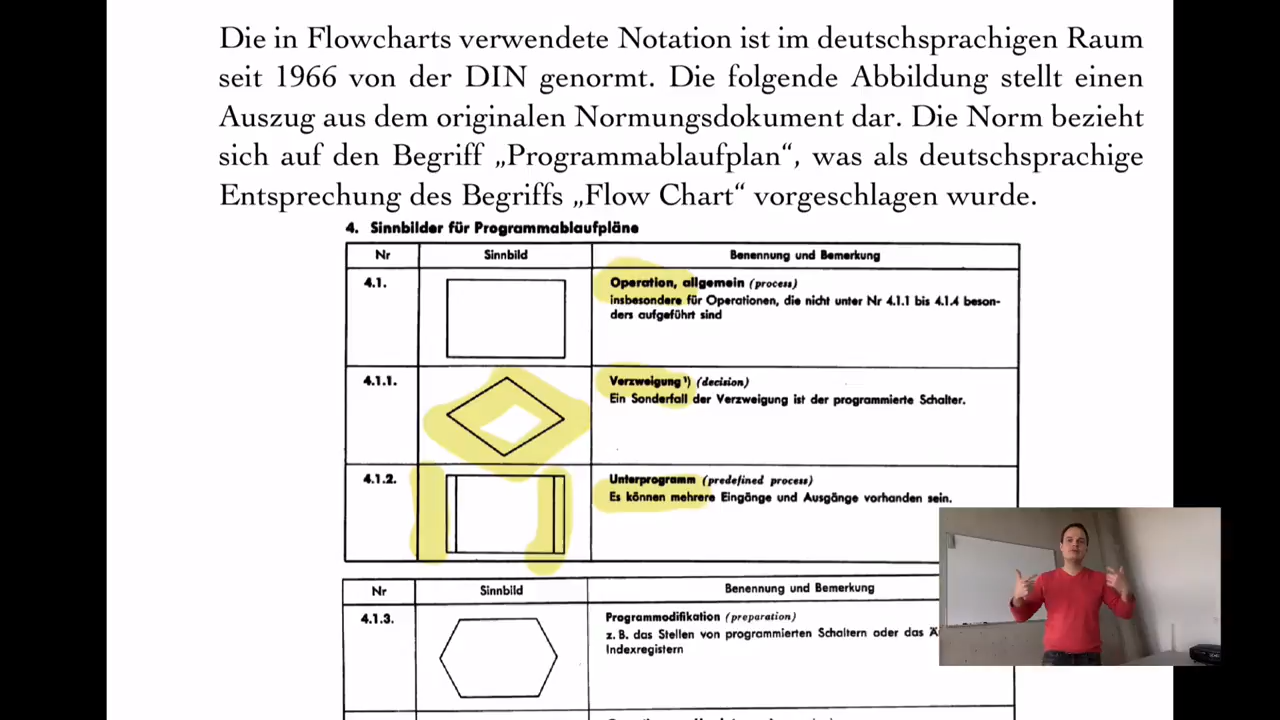 Die in Flowcharts verwendete Notation ist im deutschsprachigen Raum
seit 1966 von der DIN genormt. Die folgende Abbildung stellt einen
Auszug aus dem originalen Normungsdokument dar. Die Norm bezieht
sich auf den Begriff „Programmablaufplan“, was als deutschsprachige
Entsprechung des Begriffs „Flow Chart“ vorgeschlagen wurde.
4. Sinnbilder für Programmablaufpläne
Nr Sinnbild Benennung und Bemerkung
4.1. Operation, allgemein (process)
insbesondere für Operationen, die nicht unter Nr 4.1.1 bis 4.1.4 beson-
ders aufgeführt sind
4.1.1. Verzweigung¹) (decision)
Ein Sonderfall der Verzweigung ist der programmierte Schalter.
4.1.2. Unterprogramm (predefined process)
Es können mehrere Eingänge und Ausgänge vorhanden sein.
Nr Sinnbild Benennung und Bemerkung
4.1.3. Programmodifikation (preparation)
z. B. das Stellen von programmierten Schaltern oder das
Indexregistern